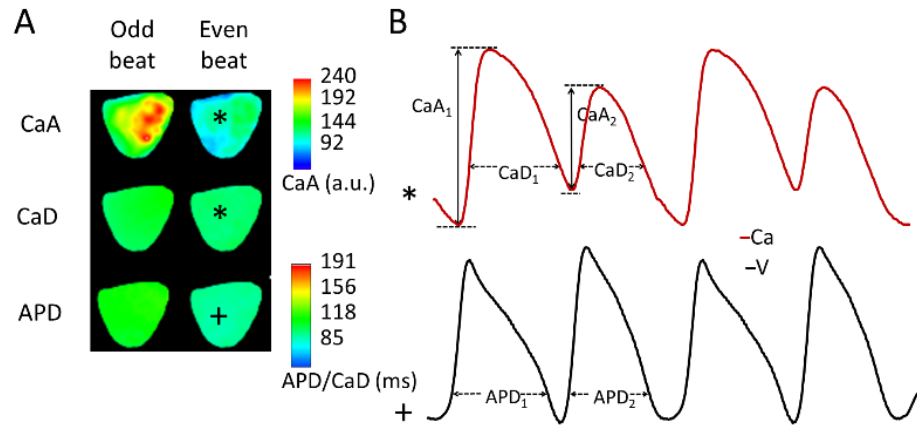 A
Odd beat
Even beat
CaA
*
240
192
144
92
CaA (a.u.)
CaD
*
APD
+
191
156
118
85
APD/CaD (ms)
B
CaA1
CaA2
CaD1
CaD2
*
–Ca
–V
APD1
APD2
+